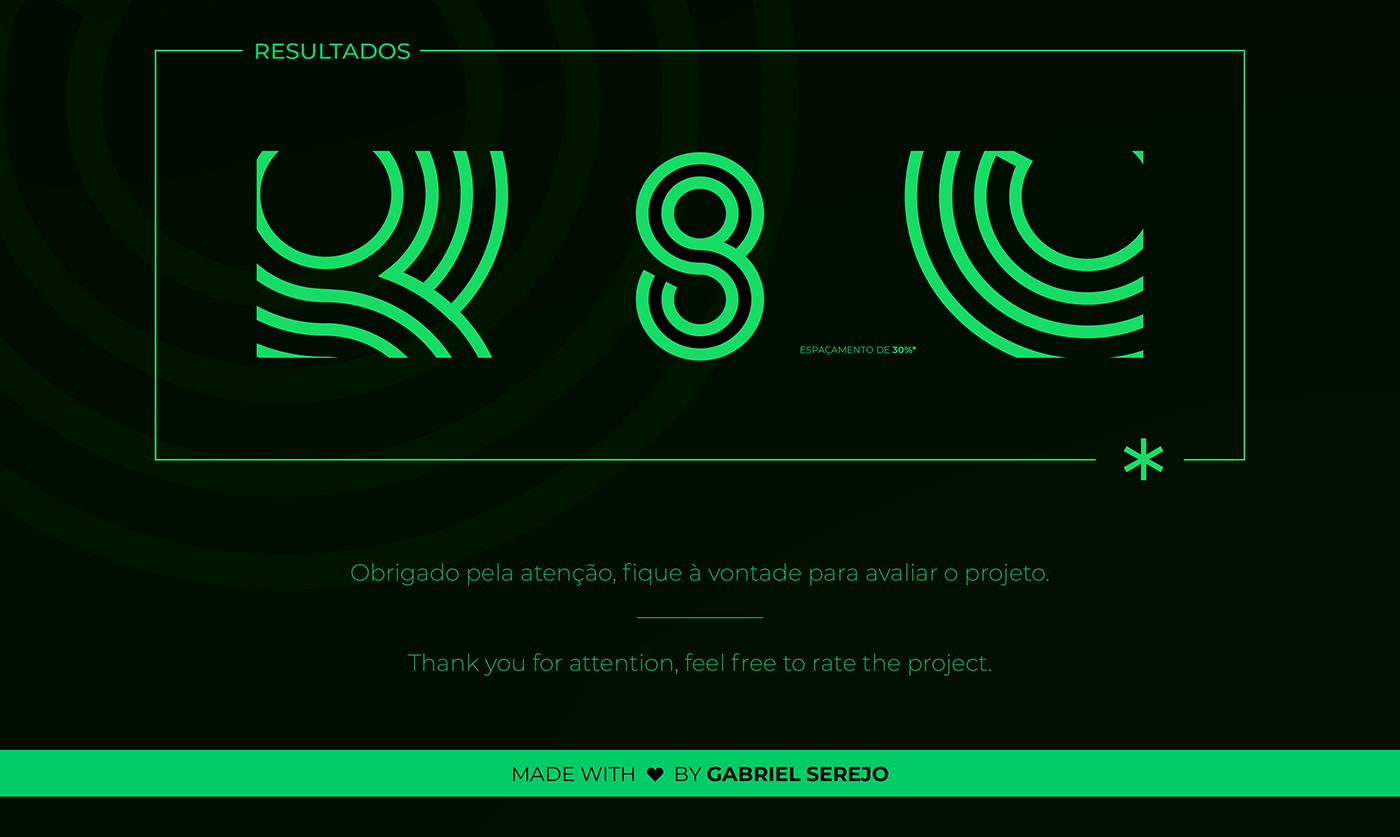 RESULTADOS
8
ESPAÇAMENTO DE 30%*
*
Obrigado pela atenção, fique à vontade para avaliar o projeto.
Thank you for attention, feel free to rate the project.
MADE WITH ♥ BY GABRIEL SEREJO